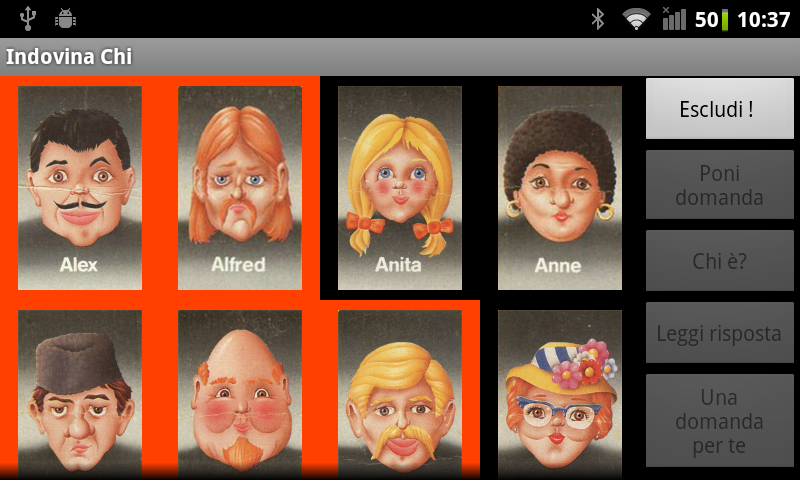 50 10:37
Indovina Chi
Alex
Alfred
Anita
Anne
Escludi !
Poni
domanda
Chi è?
Leggi risposta
Una
domanda
per te